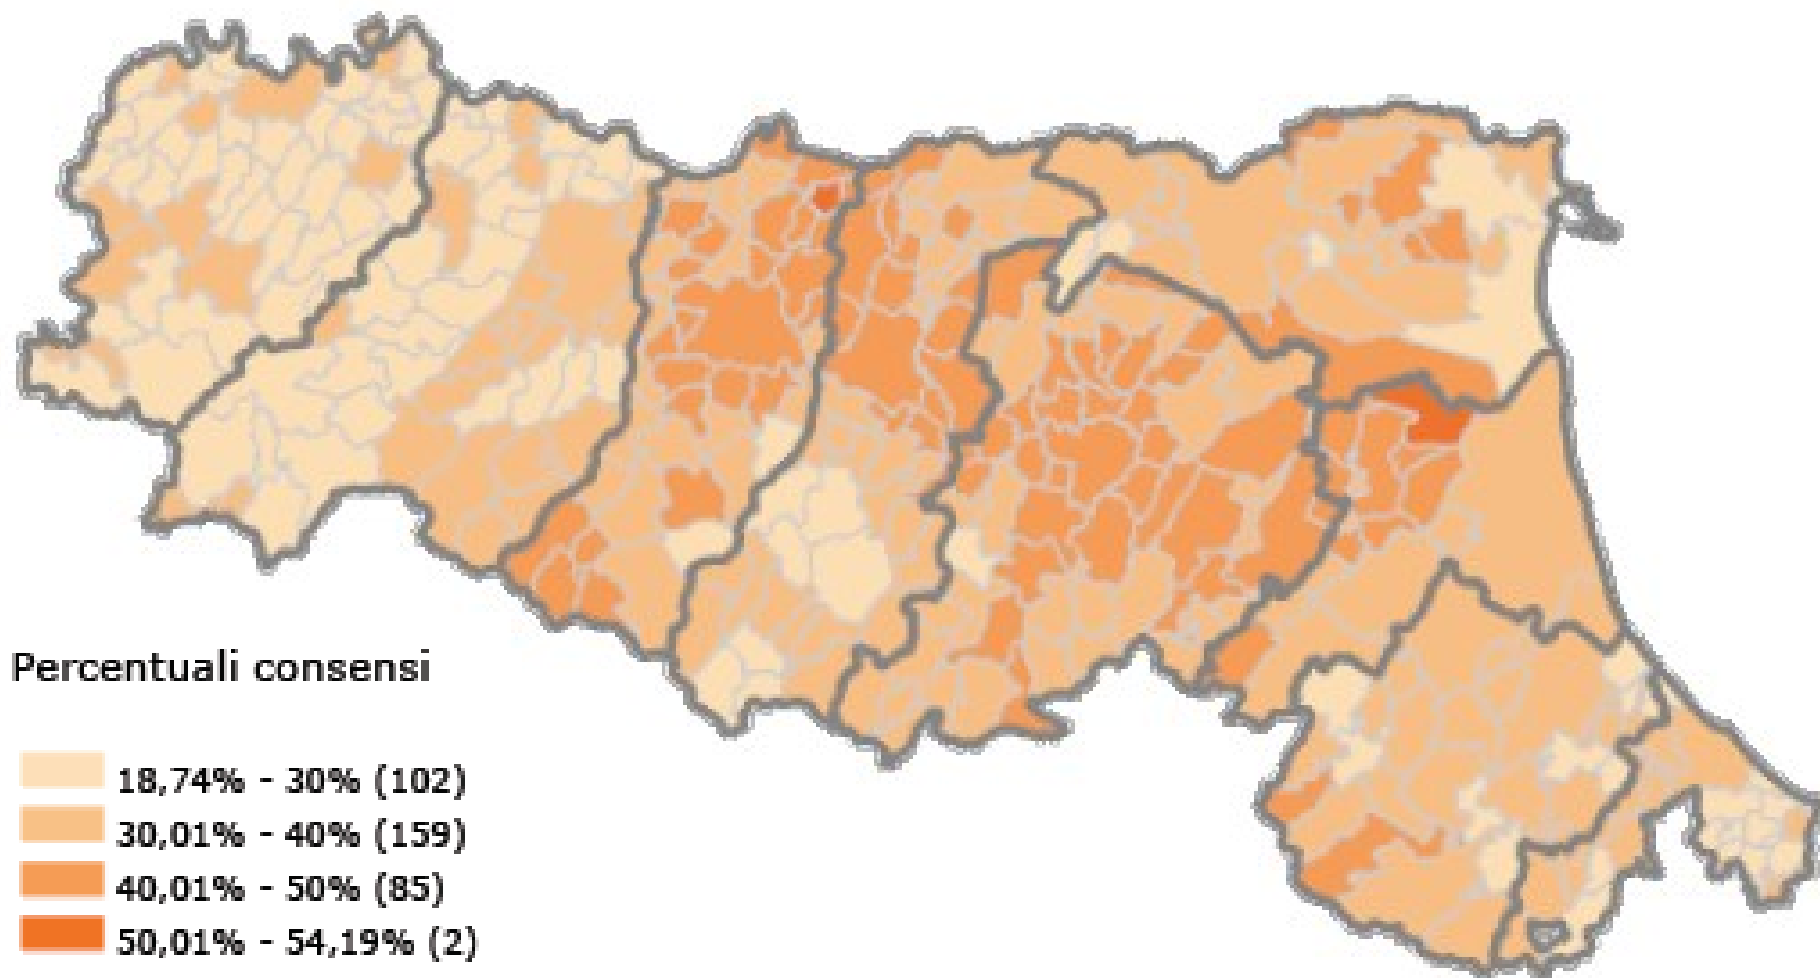 Percentuali consensi
18,74% - 30% (102)
30,01% - 40% (159)
40,01% - 50% (85)
50,01% - 54,19% (2)